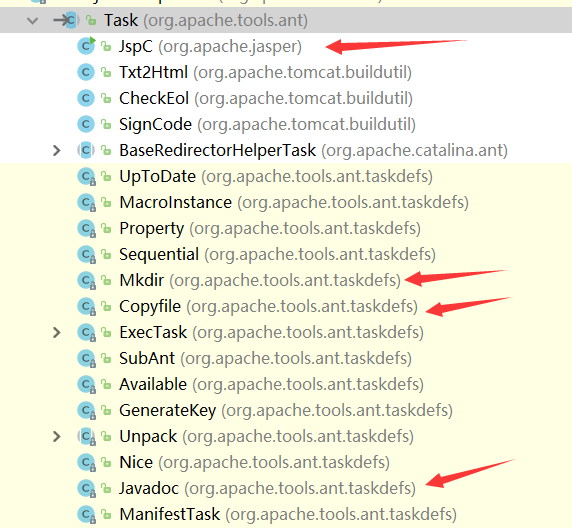 Task (org.apache.tools.ant)
JspC (org.apache.jasper)
Txt2Html (org.apache.tomcat.buildutil)
CheckEol (org.apache.tomcat.buildutil)
SignCode (org.apache.tomcat.buildutil)
BaseRedirectorHelperTask (org.apache.catalina.ant)
UpToDate (org.apache.tools.ant.taskdefs)
MacroInstance (org.apache.tools.ant.taskdefs)
Property (org.apache.tools.ant.taskdefs)
Sequential (org.apache.tools.ant.taskdefs)
Mkdir (org.apache.tools.ant.taskdefs)
Copyfile (org.apache.tools.ant.taskdefs)
ExecTask (org.apache.tools.ant.taskdefs)
SubAnt (org.apache.tools.ant.taskdefs)
Available (org.apache.tools.ant.taskdefs)
GenerateKey (org.apache.tools.ant.taskdefs)
Unpack (org.apache.tools.ant.taskdefs)
Nice (org.apache.tools.ant.taskdefs)
Javadoc (org.apache.tools.ant.taskdefs)
ManifestTask (org.apache.tools.ant.taskdefs)